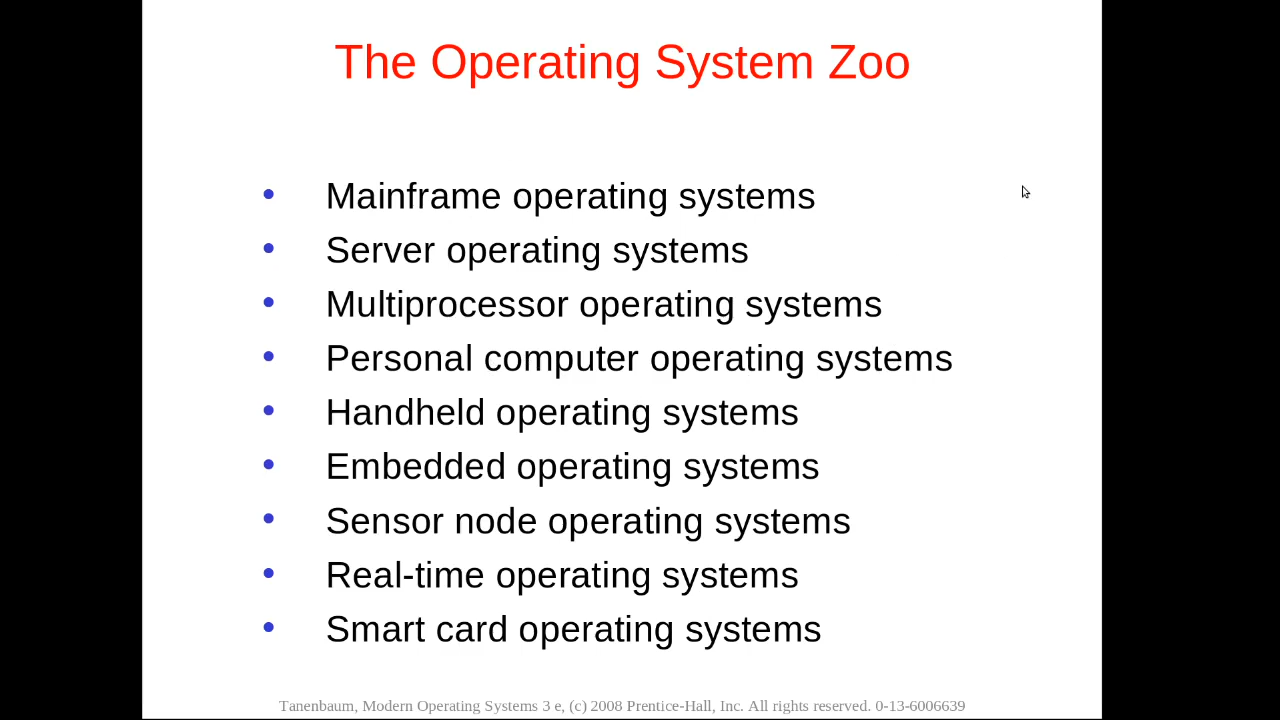 The Operating System Zoo
• Mainframe operating systems
• Server operating systems
• Multiprocessor operating systems
• Personal computer operating systems
• Handheld operating systems
• Embedded operating systems
• Sensor node operating systems
• Real-time operating systems
• Smart card operating systems
Tanenbaum, Modern Operating Systems 3 e, (c) 2008 Prentice-Hall, Inc. All rights reserved. 0-13-6006639